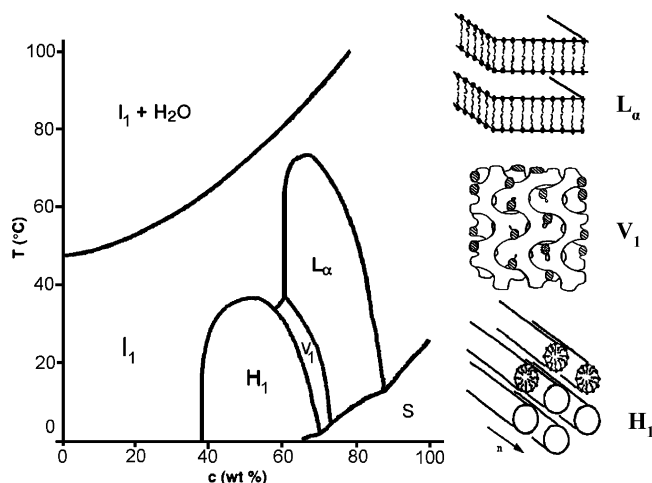 100
80
60
40
20
0
T (°C)
I₁ + H₂O
I₁
H₁
V₁
Lα
S
0 20 40 60 80 100
c (wt %)
Lα
V₁
n
H₁